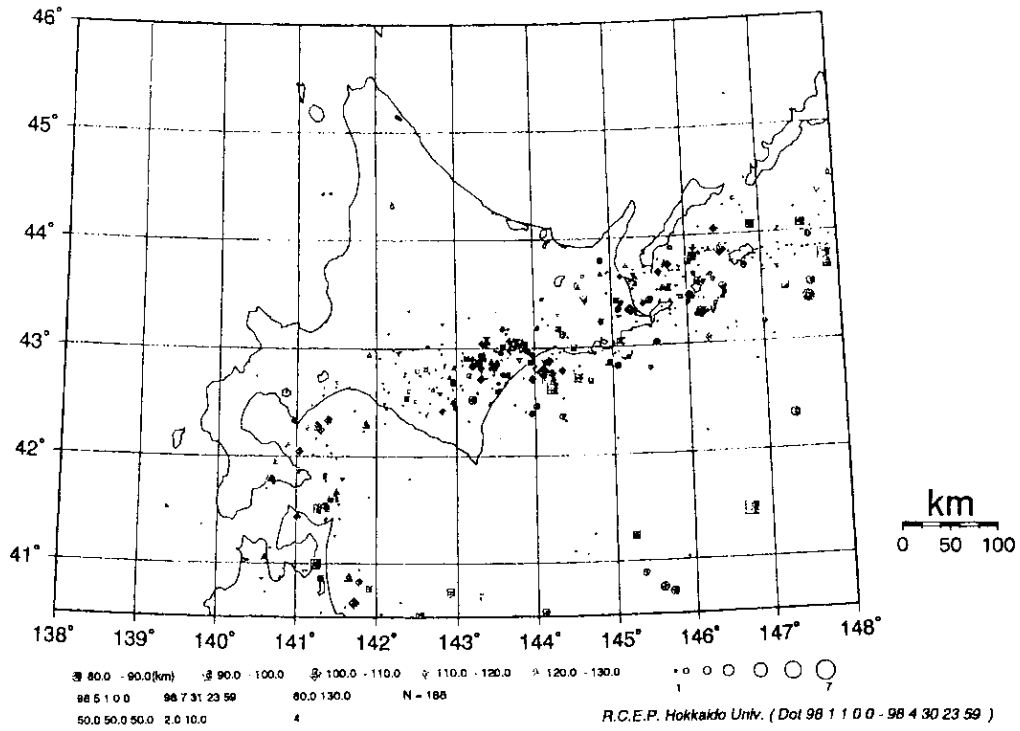 46°
45°
44°
43°
42°
41°
138° 139° 140° 141° 142° 143° 144° 145° 146° 147° 148°
km
0 50 100
80.0 - 90.0(km) 90.0 - 100.0 100.0 - 110.0 110.0 - 120.0 120.0 - 130.0
1 7
98 5 1 0 0 98 7 31 23 59 80.0 130.0 N = 188
50.0 50.0 50.0 2.0 10.0 4
R.C.E.P. Hokkaido Univ. ( Dot 98 1 1 0 0 - 98 4 30 23 59 )